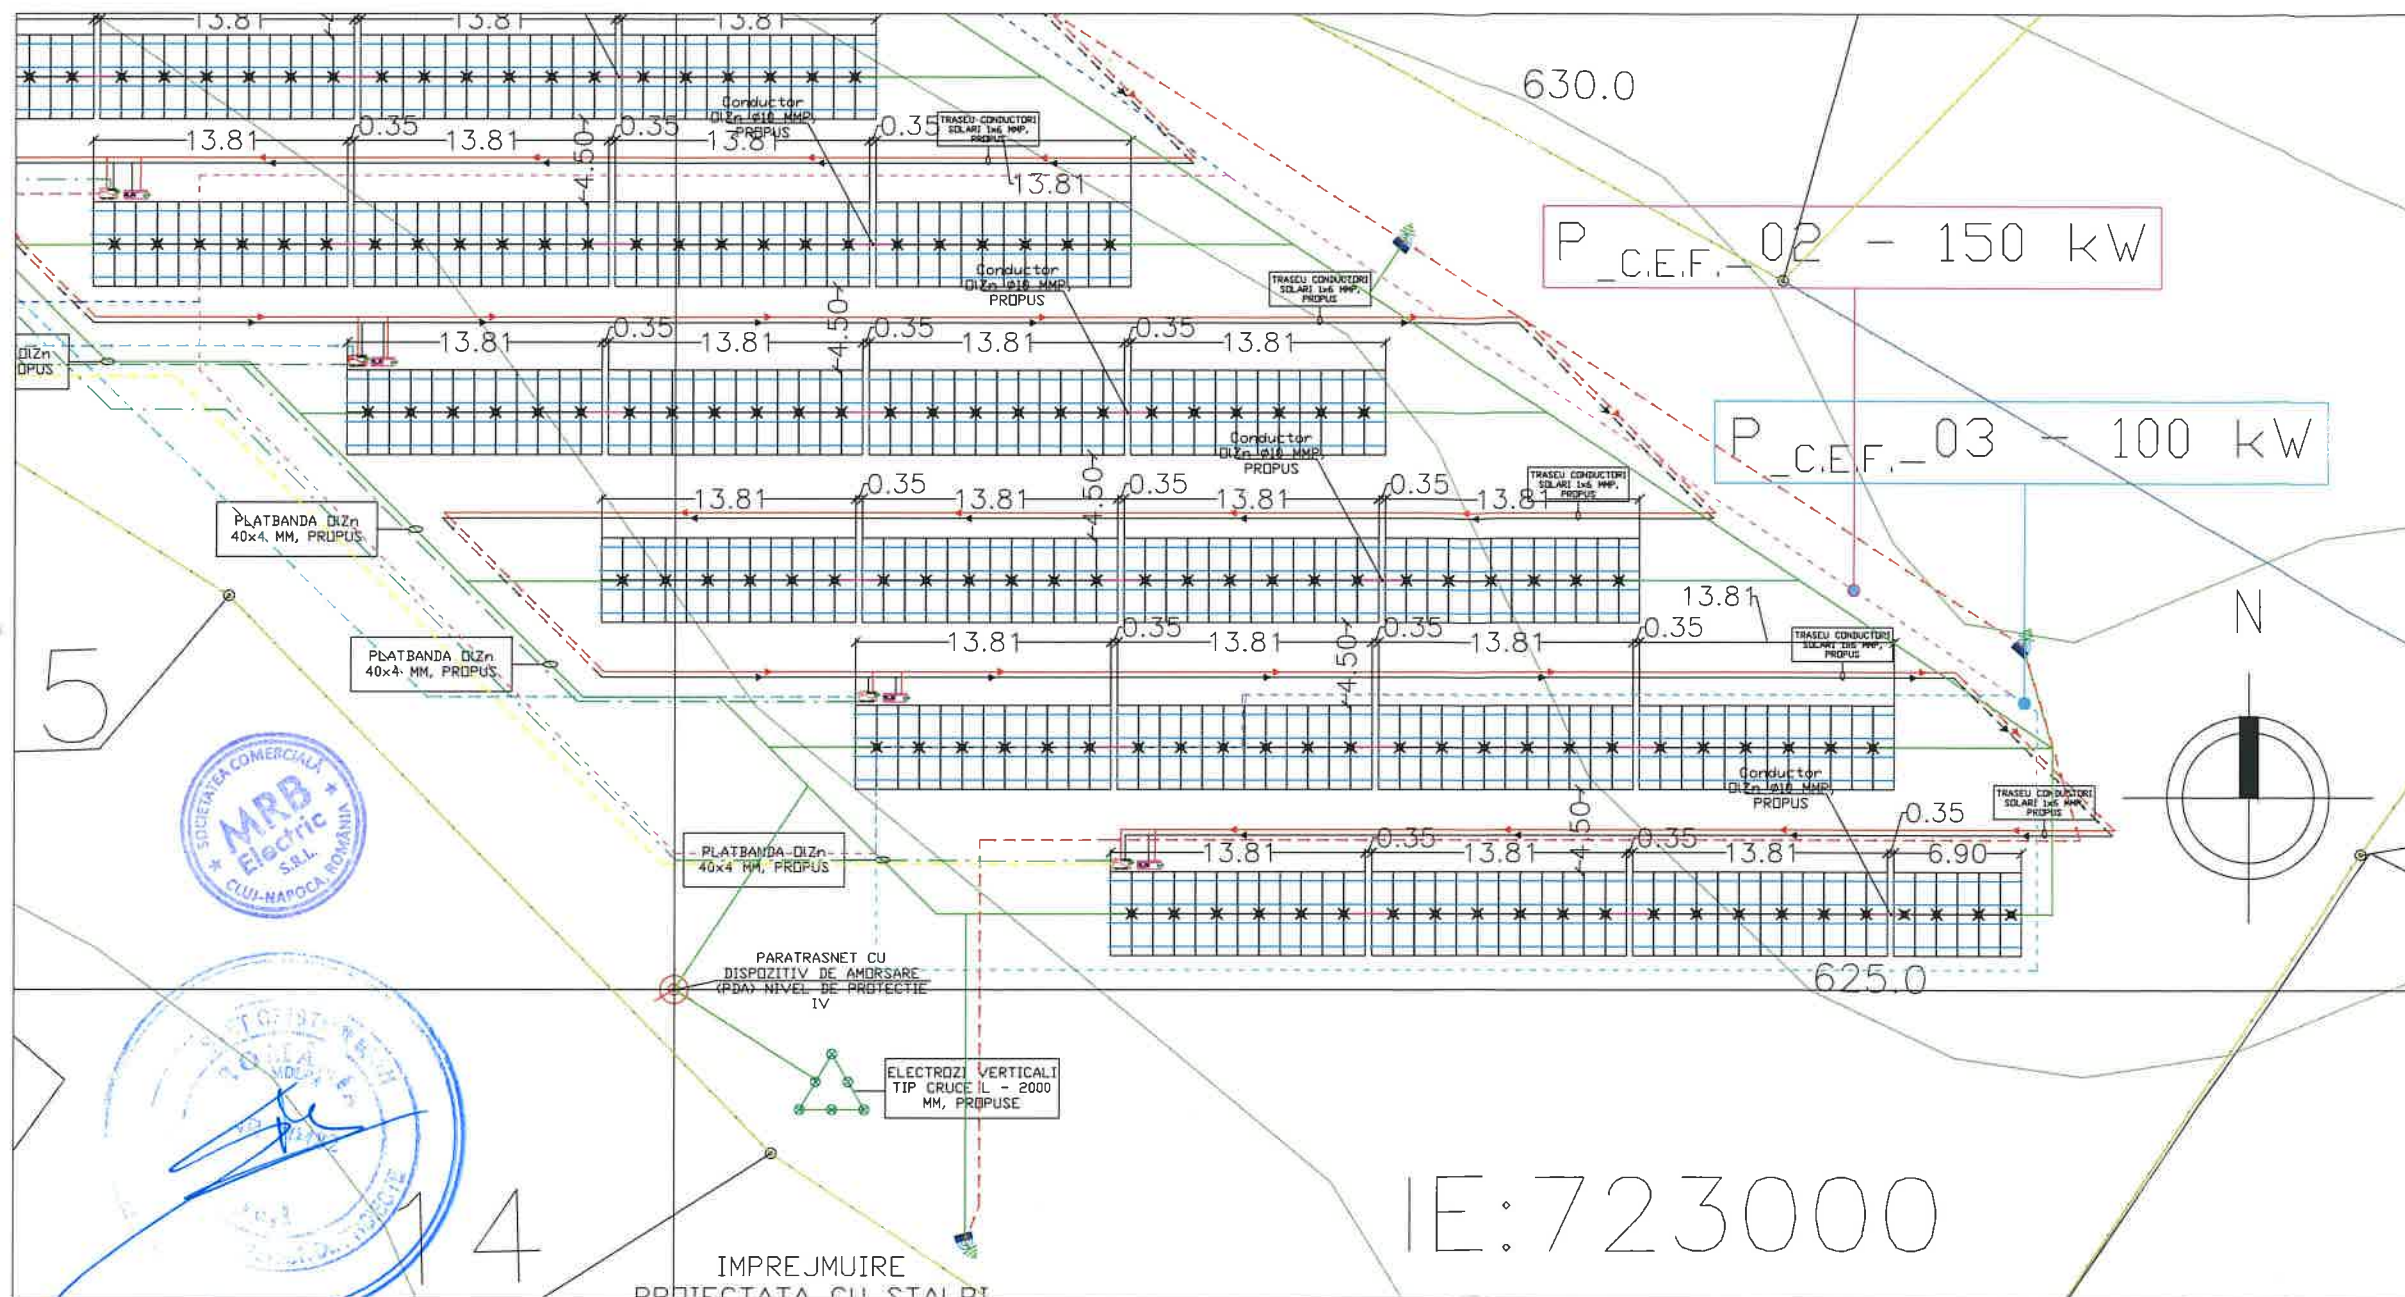 13.81
13.81
13.81
630.0
Conductor
OLZn ø10 MMP,
PROPUS
TRASEU CONDUCTORI
SOLARI 1x6 MMP,
PROPUS
13.81
0.35
13.81
0.35
13.81
0.35
13.81
4.50
P_C.E.F._02 - 150 kW
Conductor
OLZn ø10 MMP,
PROPUS
TRASEU CONDUCTORI
SOLARI 1x6 MMP,
PROPUS
OLZn
OPUS
13.81
0.35
13.81
0.35
13.81
0.35
13.81
4.50
P_C.E.F._03 - 100 kW
Conductor
OLZn ø10 MMP,
PROPUS
TRASEU CONDUCTORI
SOLARI 1x6 MMP,
PROPUS
13.81
0.35
13.81
0.35
13.81
0.35
13.81
4.50
PLATBANDA OLZn
40x4 MM, PROPUS
N
13.81
0.35
13.81
0.35
13.81
0.35
13.81
4.50
TRASEU CONDUCTORI
SOLARI 1x6 MMP,
PROPUS
PLATBANDA OLZn
40x4 MM, PROPUS
5
SOCIETATEA COMERCIALĂ
MRB
Electric
S.R.L.
CLUJ-NAPOCA, ROMÂNIA
Conductor
OLZn ø10 MMP,
PROPUS
TRASEU CONDUCTORI
SOLARI 1x6 MMP,
PROPUS
13.81
0.35
13.81
0.35
13.81
0.35
6.90
4.50
PLATBANDA OLZn
40x4 MM, PROPUS
PARATRASNET CU
DISPOZITIV DE AMORSARE
(PDA) NIVEL DE PROTECTIE
IV
625.0
ELECTROZI VERTICALI
TIP CRUCE L - 2000
MM, PROPUSE
14
IE:723000
IMPREJMUIRE
PROIECTATA CU STALPI